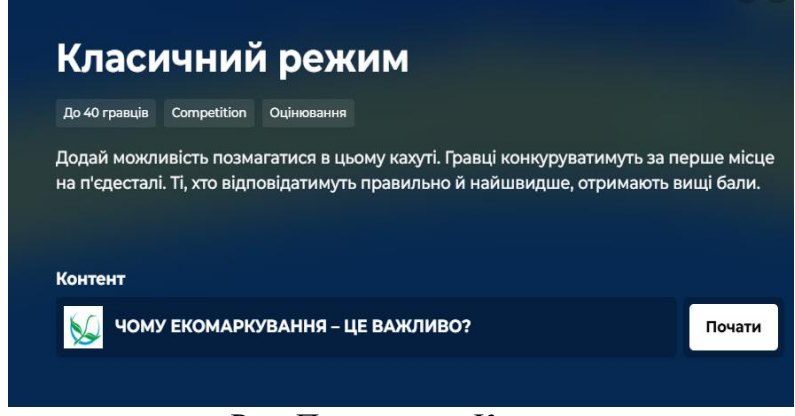 Класичний режим
До 40 гравців Competition Оцінювання
Додай можливість позмагатися в цьому кахуті. Гравці конкуруватимуть за перше місце
на п'єдесталі. Ті, хто відповідатимуть правильно й найшвидше, отримають вищі бали.
Контент
ЧОМУ ЕКОМАРКУВАННЯ – ЦЕ ВАЖЛИВО? Почати